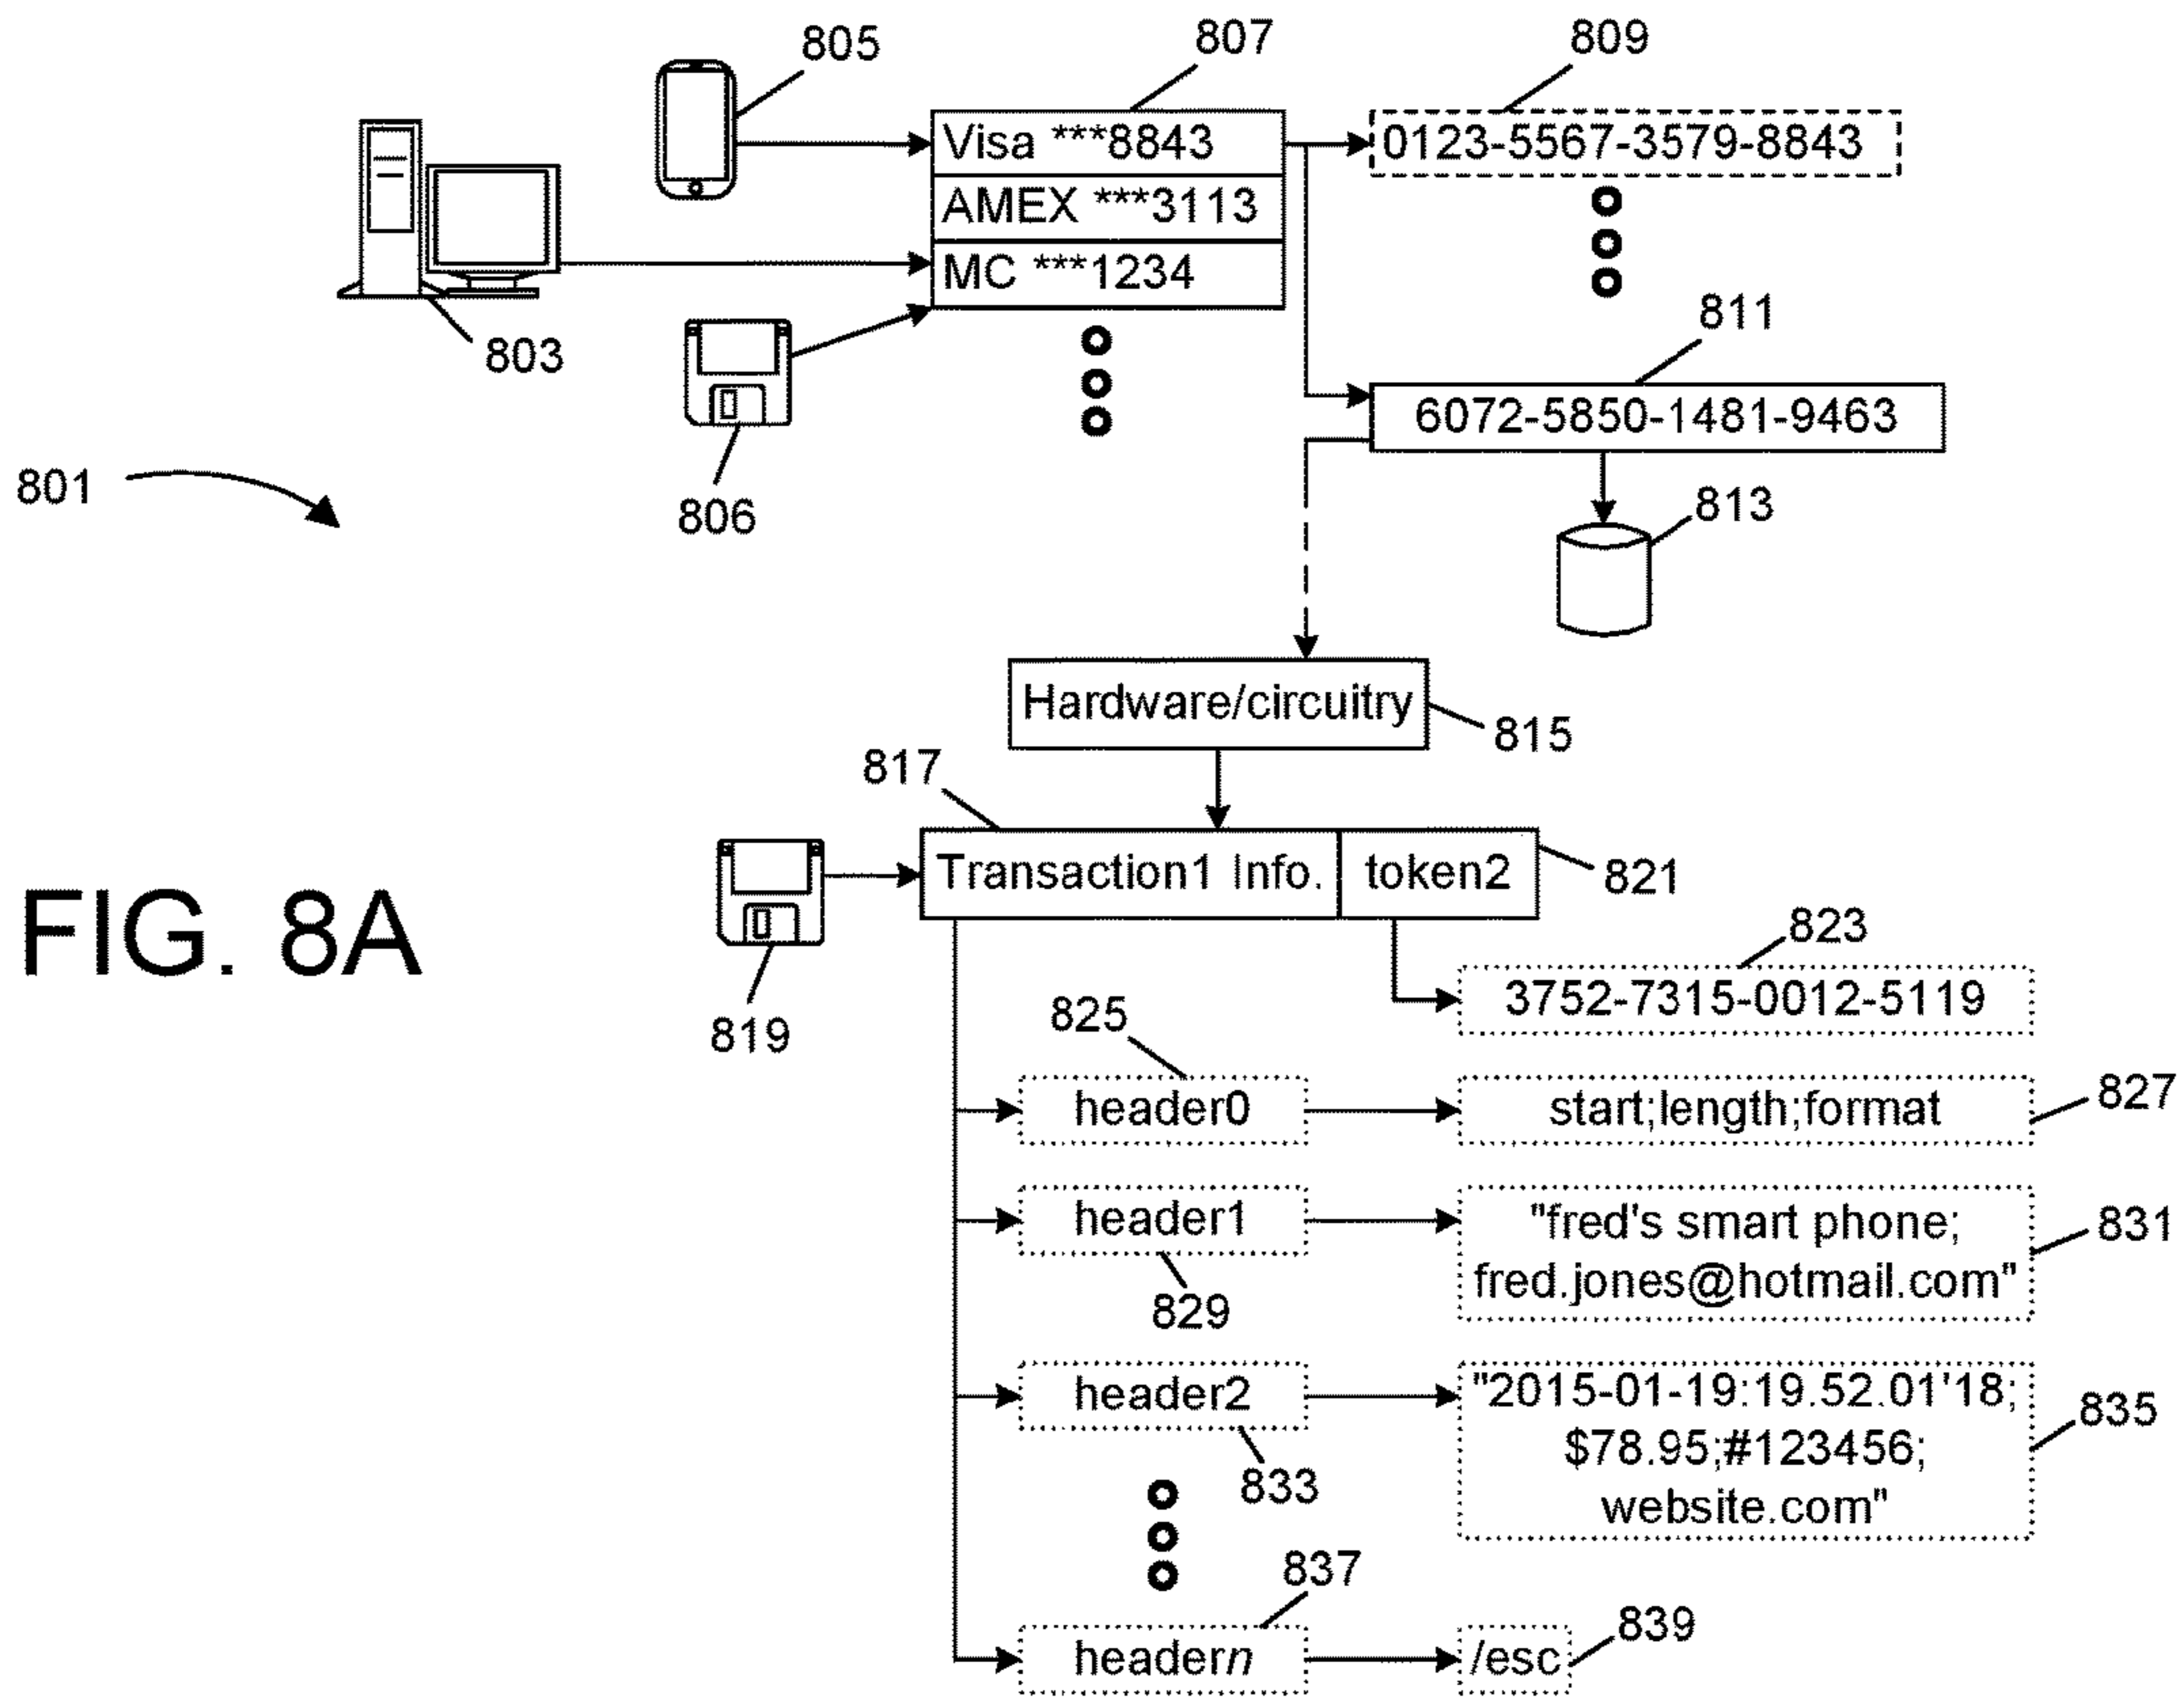 805
807
809
Visa ***8843
0123-5567-3579-8843
AMEX ***3113
MC ***1234
803
811
6072-5850-1481-9463
801
806
813
Hardware/circuitry
815
817
Transaction1 Info.
token2
821
FIG. 8A
819
823
3752-7315-0012-5119
825
header0
start;length;format
827
header1
"fred's smart phone;
fred.jones@hotmail.com"
831
829
header2
"2015-01-19:19.52.01'18;
$78.95;#123456;
website.com"
835
833
837
headern
/esc
839